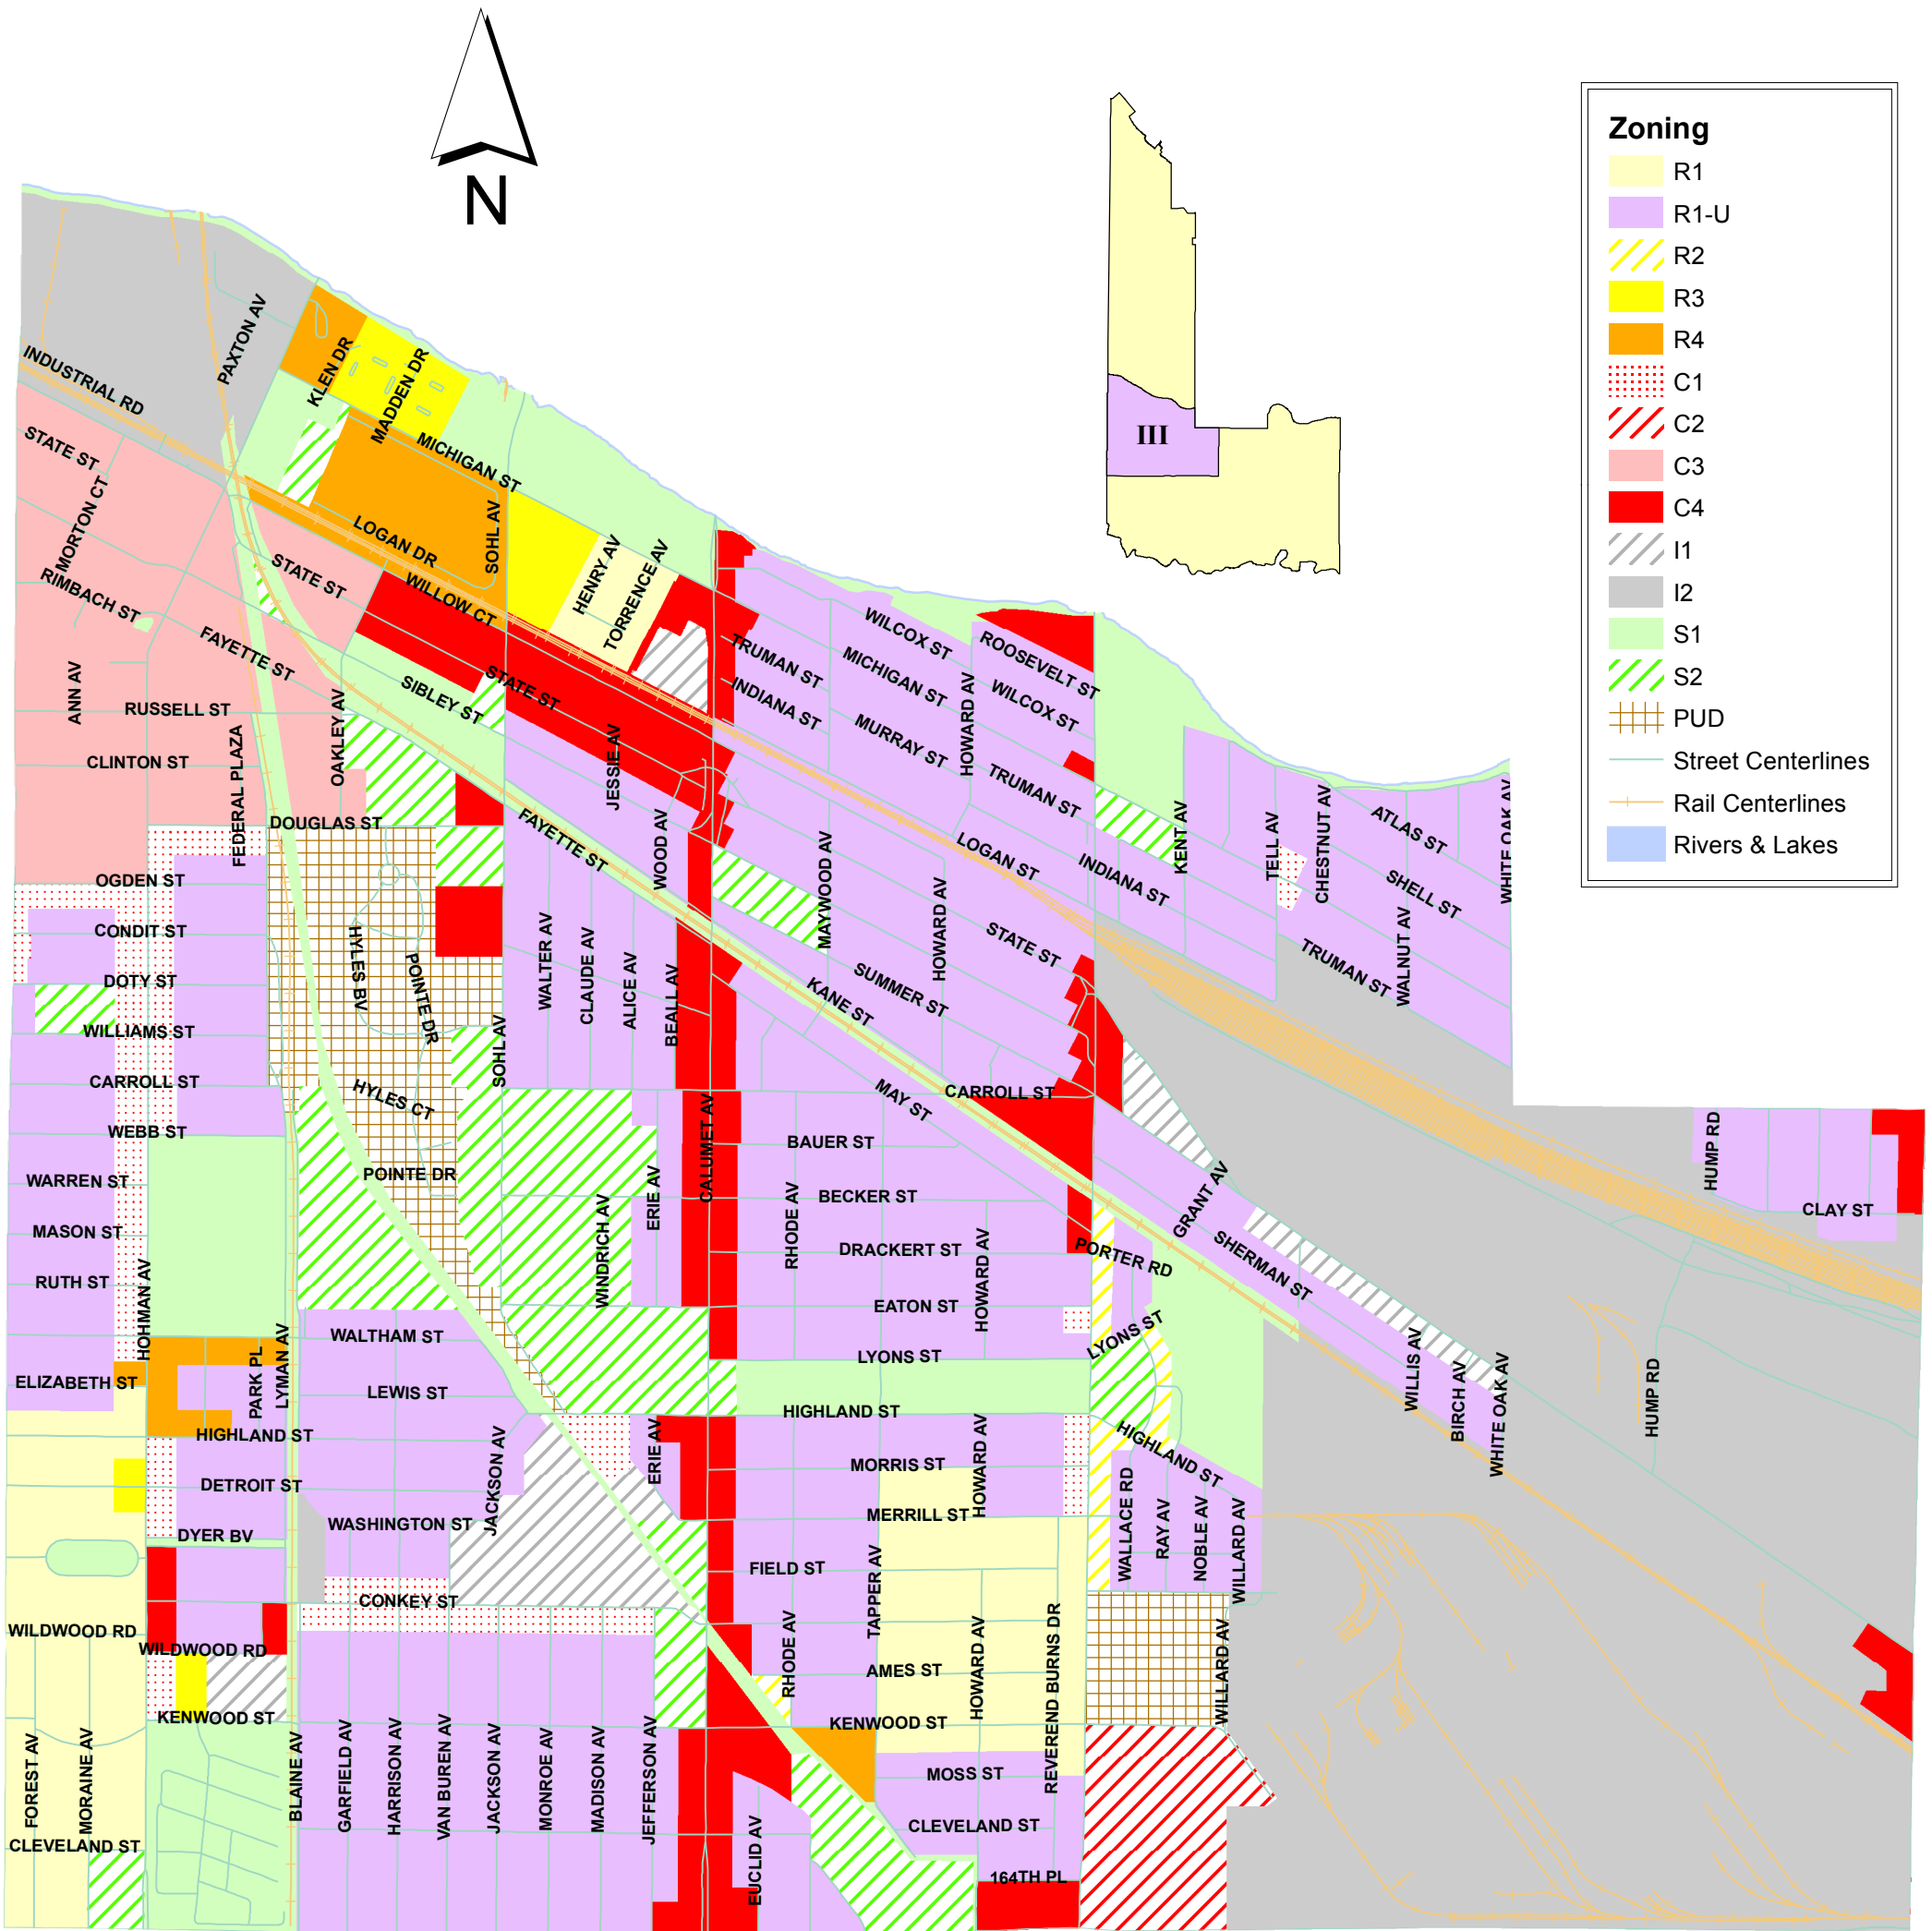 N
III
Zoning
R1
R1-U
R2
R3
R4
C1
C2
C3
C4
I1
I2
S1
S2
PUD
Street Centerlines
Rail Centerlines
Rivers & Lakes
INDUSTRIAL RD
PAXTON AV
KLEN DR
MADDEN DR
MICHIGAN ST
STATE ST
MORTON CT
LOGAN DR
SOHL AV
HENRY AV
TORRENCE AV
STATE ST
WILLOW CT
RIMBACH ST
FAYETTE ST
SIBLEY ST
STATE ST
TRUMAN ST
INDIANA ST
WILCOX ST
MICHIGAN ST
ROOSEVELT ST
WILCOX ST
HOWARD AV
MURRAY ST
TRUMAN ST
ANN AV
RUSSELL ST
CLINTON ST
FEDERAL PLAZA
OAKLEY AV
JESSIE AV
DOUGLAS ST
FAYETTE ST
WOOD AV
MAYWOOD AV
LOGAN ST
INDIANA ST
KENT AV
TELL AV
CHESTNUT AV
ATLAS ST
WHITE OAK AV
SHELL ST
OGDEN ST
CONDIT ST
DOTY ST
WILLIAMS ST
CARROLL ST
WEBB ST
HYLES BV
POINTE DR
WALTER AV
CLAUDE AV
ALICE AV
BEALL AV
HOWARD AV
STATE ST
SUMMER ST
KANE ST
TRUMAN ST
WALNUT AV
SOHL AV
HYLES CT
MAY ST
CARROLL ST
CALUMET AV
BAUER ST
POINTE DR
WARREN ST
MASON ST
RUTH ST
ERIE AV
WINDRICH AV
RHODE AV
BECKER ST
DRACKERT ST
HOWARD AV
EATON ST
PORTER RD
GRANT AV
SHERMAN ST
HUMP RD
CLAY ST
HOHMAN AV
WALTHAM ST
LYONS ST
LYONS ST
ELIZABETH ST
PARK PL
LYMAN AV
LEWIS ST
HIGHLAND ST
HIGHLAND ST
HIGHLAND ST
WILLIS AV
BIRCH AV
WHITE OAK AV
HUMP RD
DETROIT ST
JACKSON AV
ERIE AV
MORRIS ST
HOWARD AV
MERRILL ST
WASHINGTON ST
DYER BV
WALLACE RD
RAY AV
NOBLE AV
WILLARD AV
FIELD ST
TAPPER AV
CONKEY ST
WILDWOOD RD
WILDWOOD RD
RHODE AV
AMES ST
HOWARD AV
REVEREND BURNS DR
WILLARD AV
KENWOOD ST
KENWOOD ST
FOREST AV
MORAINE AV
BLAINE AV
GARFIELD AV
HARRISON AV
VAN BUREN AV
JACKSON AV
MONROE AV
MADISON AV
JEFFERSON AV
EUCLID AV
MOSS ST
CLEVELAND ST
CLEVELAND ST
164TH PL